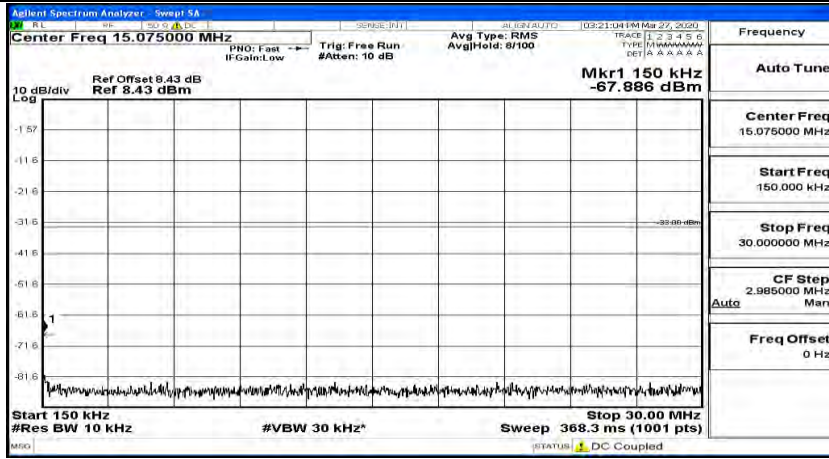 Agilent Spectrum Analyzer - Swept SA
RL RF 50 Ω DC SENSE:INT ALIGN AUTO 03:21:04 PM Mar 27, 2020
Center Freq 15.075000 MHz
PNO: Fast
IFGain:Low
Trig: Free Run
#Atten: 10 dB
Avg Type: RMS
Avg|Hold: 8/100
TRACE 1 2 3 4 5 6
TYPE MWWWWW
DET A A A A A A
Ref Offset 8.43 dB
Ref 8.43 dBm
10 dB/div
Log
Mkr1 150 kHz
-67.886 dBm
-1.57
-11.6
-21.6
-31.6
-33.00 dBm
-41.6
-51.6
-61.6
1
-71.6
-81.6
Start 150 kHz
#Res BW 10 kHz
#VBW 30 kHz*
Stop 30.00 MHz
Sweep 368.3 ms (1001 pts)
MSG
STATUS
DC Coupled
Frequency
Auto Tune
Center Freq
15.075000 MHz
Start Freq
150.000 kHz
Stop Freq
30.000000 MHz
CF Step
2.985000 MHz
Auto Man
Freq Offset
0 Hz